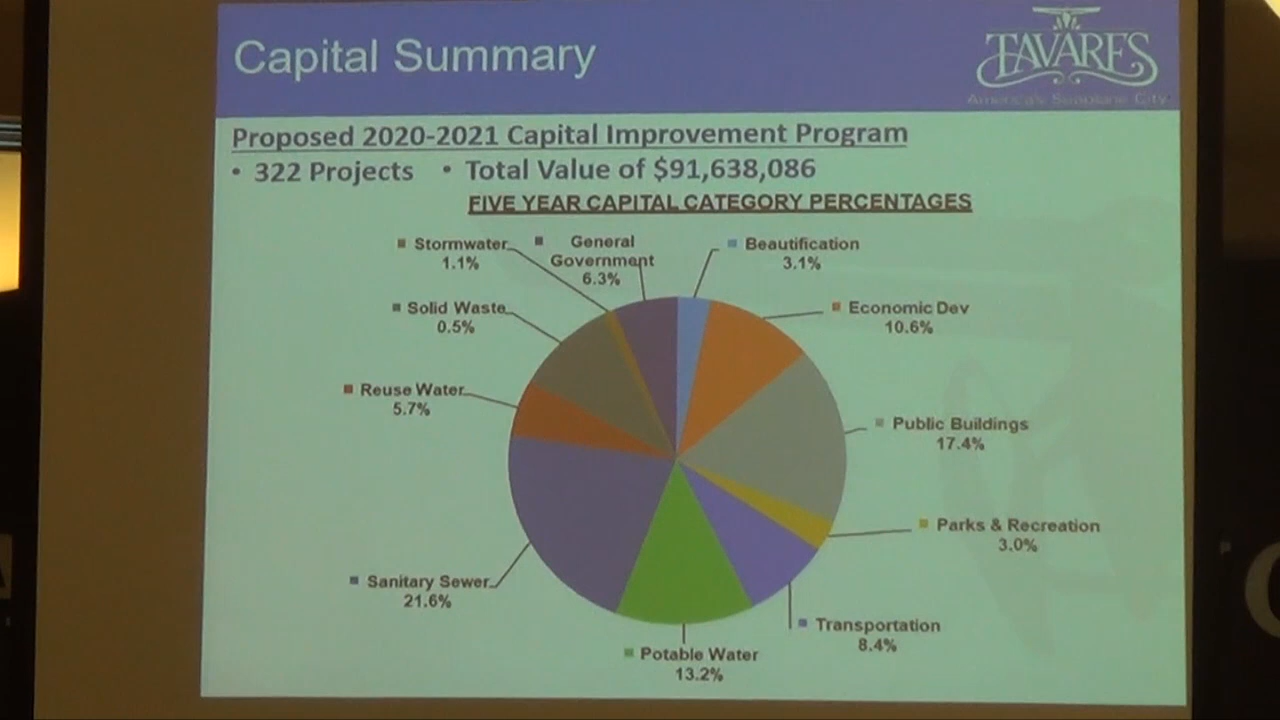 Capital Summary
TAVARES
America's Seaplane City
Proposed 2020-2021 Capital Improvement Program
• 322 Projects • Total Value of $91,638,086
FIVE YEAR CAPITAL CATEGORY PERCENTAGES
Stormwater
1.1%
General
Government
6.3%
Beautification
3.1%
Solid Waste
0.5%
Economic Dev
10.6%
Reuse Water
5.7%
Public Buildings
17.4%
Parks & Recreation
3.0%
Sanitary Sewer
21.6%
Transportation
8.4%
Potable Water
13.2%